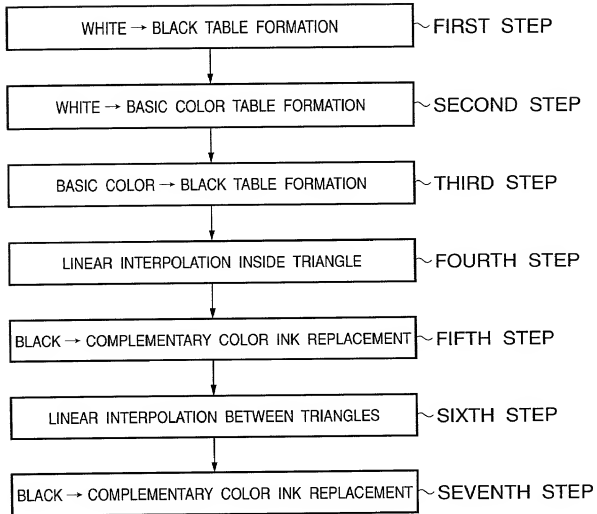 WHITE → BLACK TABLE FORMATION FIRST STEP
WHITE → BASIC COLOR TABLE FORMATION SECOND STEP
BASIC COLOR → BLACK TABLE FORMATION THIRD STEP
LINEAR INTERPOLATION INSIDE TRIANGLE FOURTH STEP
BLACK → COMPLEMENTARY COLOR INK REPLACEMENT FIFTH STEP
LINEAR INTERPOLATION BETWEEN TRIANGLES SIXTH STEP
BLACK → COMPLEMENTARY COLOR INK REPLACEMENT SEVENTH STEP